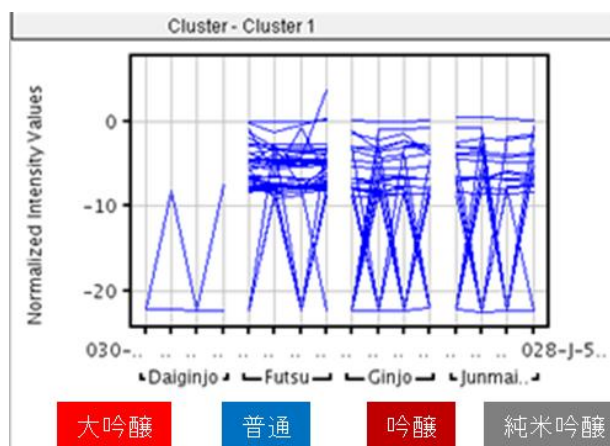 Cluster - Cluster 1
Normalized Intensity Values
0
-10
-20
030-.. .. .. .. .. .. .. .. .. .. .. .. .. .. .. 028-J-5..
Daiginjo Futsu Ginjo Junmai..
大吟醸 普通 吟醸 純米吟醸